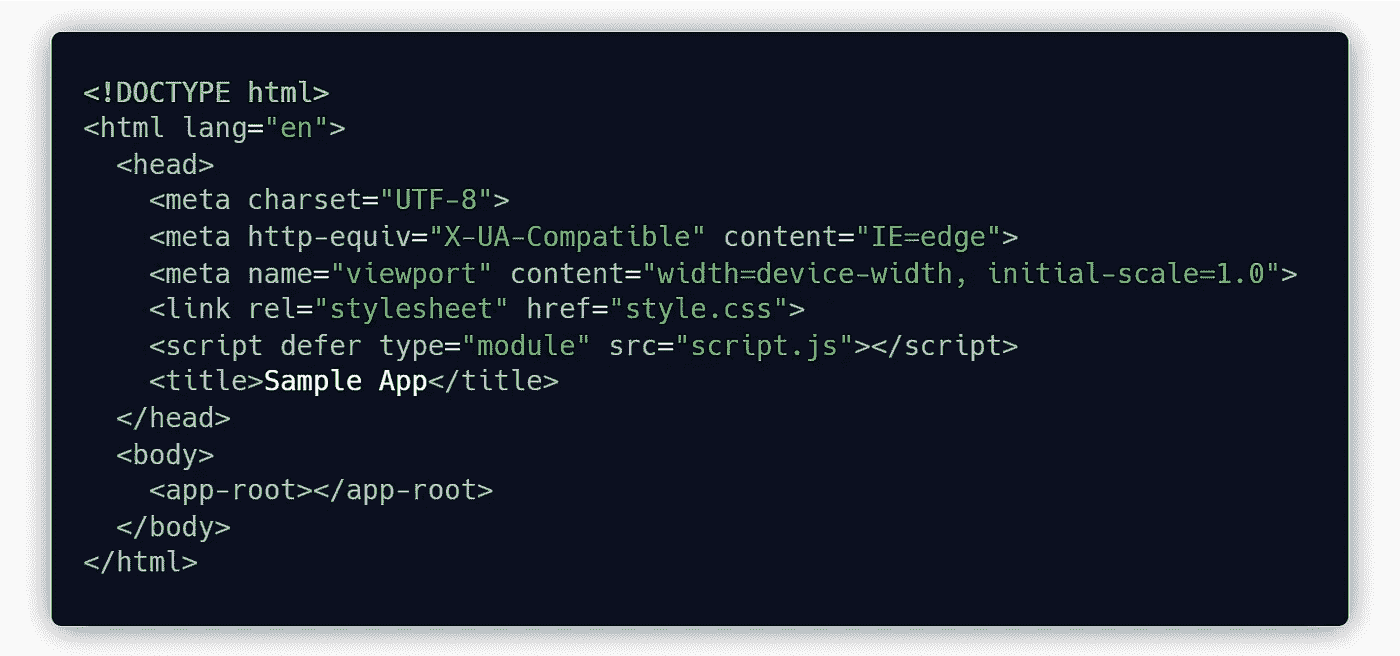 <!DOCTYPE html>
<html lang="en">
  <head>
    <meta charset="UTF-8">
    <meta http-equiv="X-UA-Compatible" content="IE=edge">
    <meta name="viewport" content="width=device-width, initial-scale=1.0">
    <link rel="stylesheet" href="style.css">
    <script defer type="module" src="script.js"></script>
    <title>Sample App</title>
  </head>
  <body>
    <app-root></app-root>
  </body>
</html>